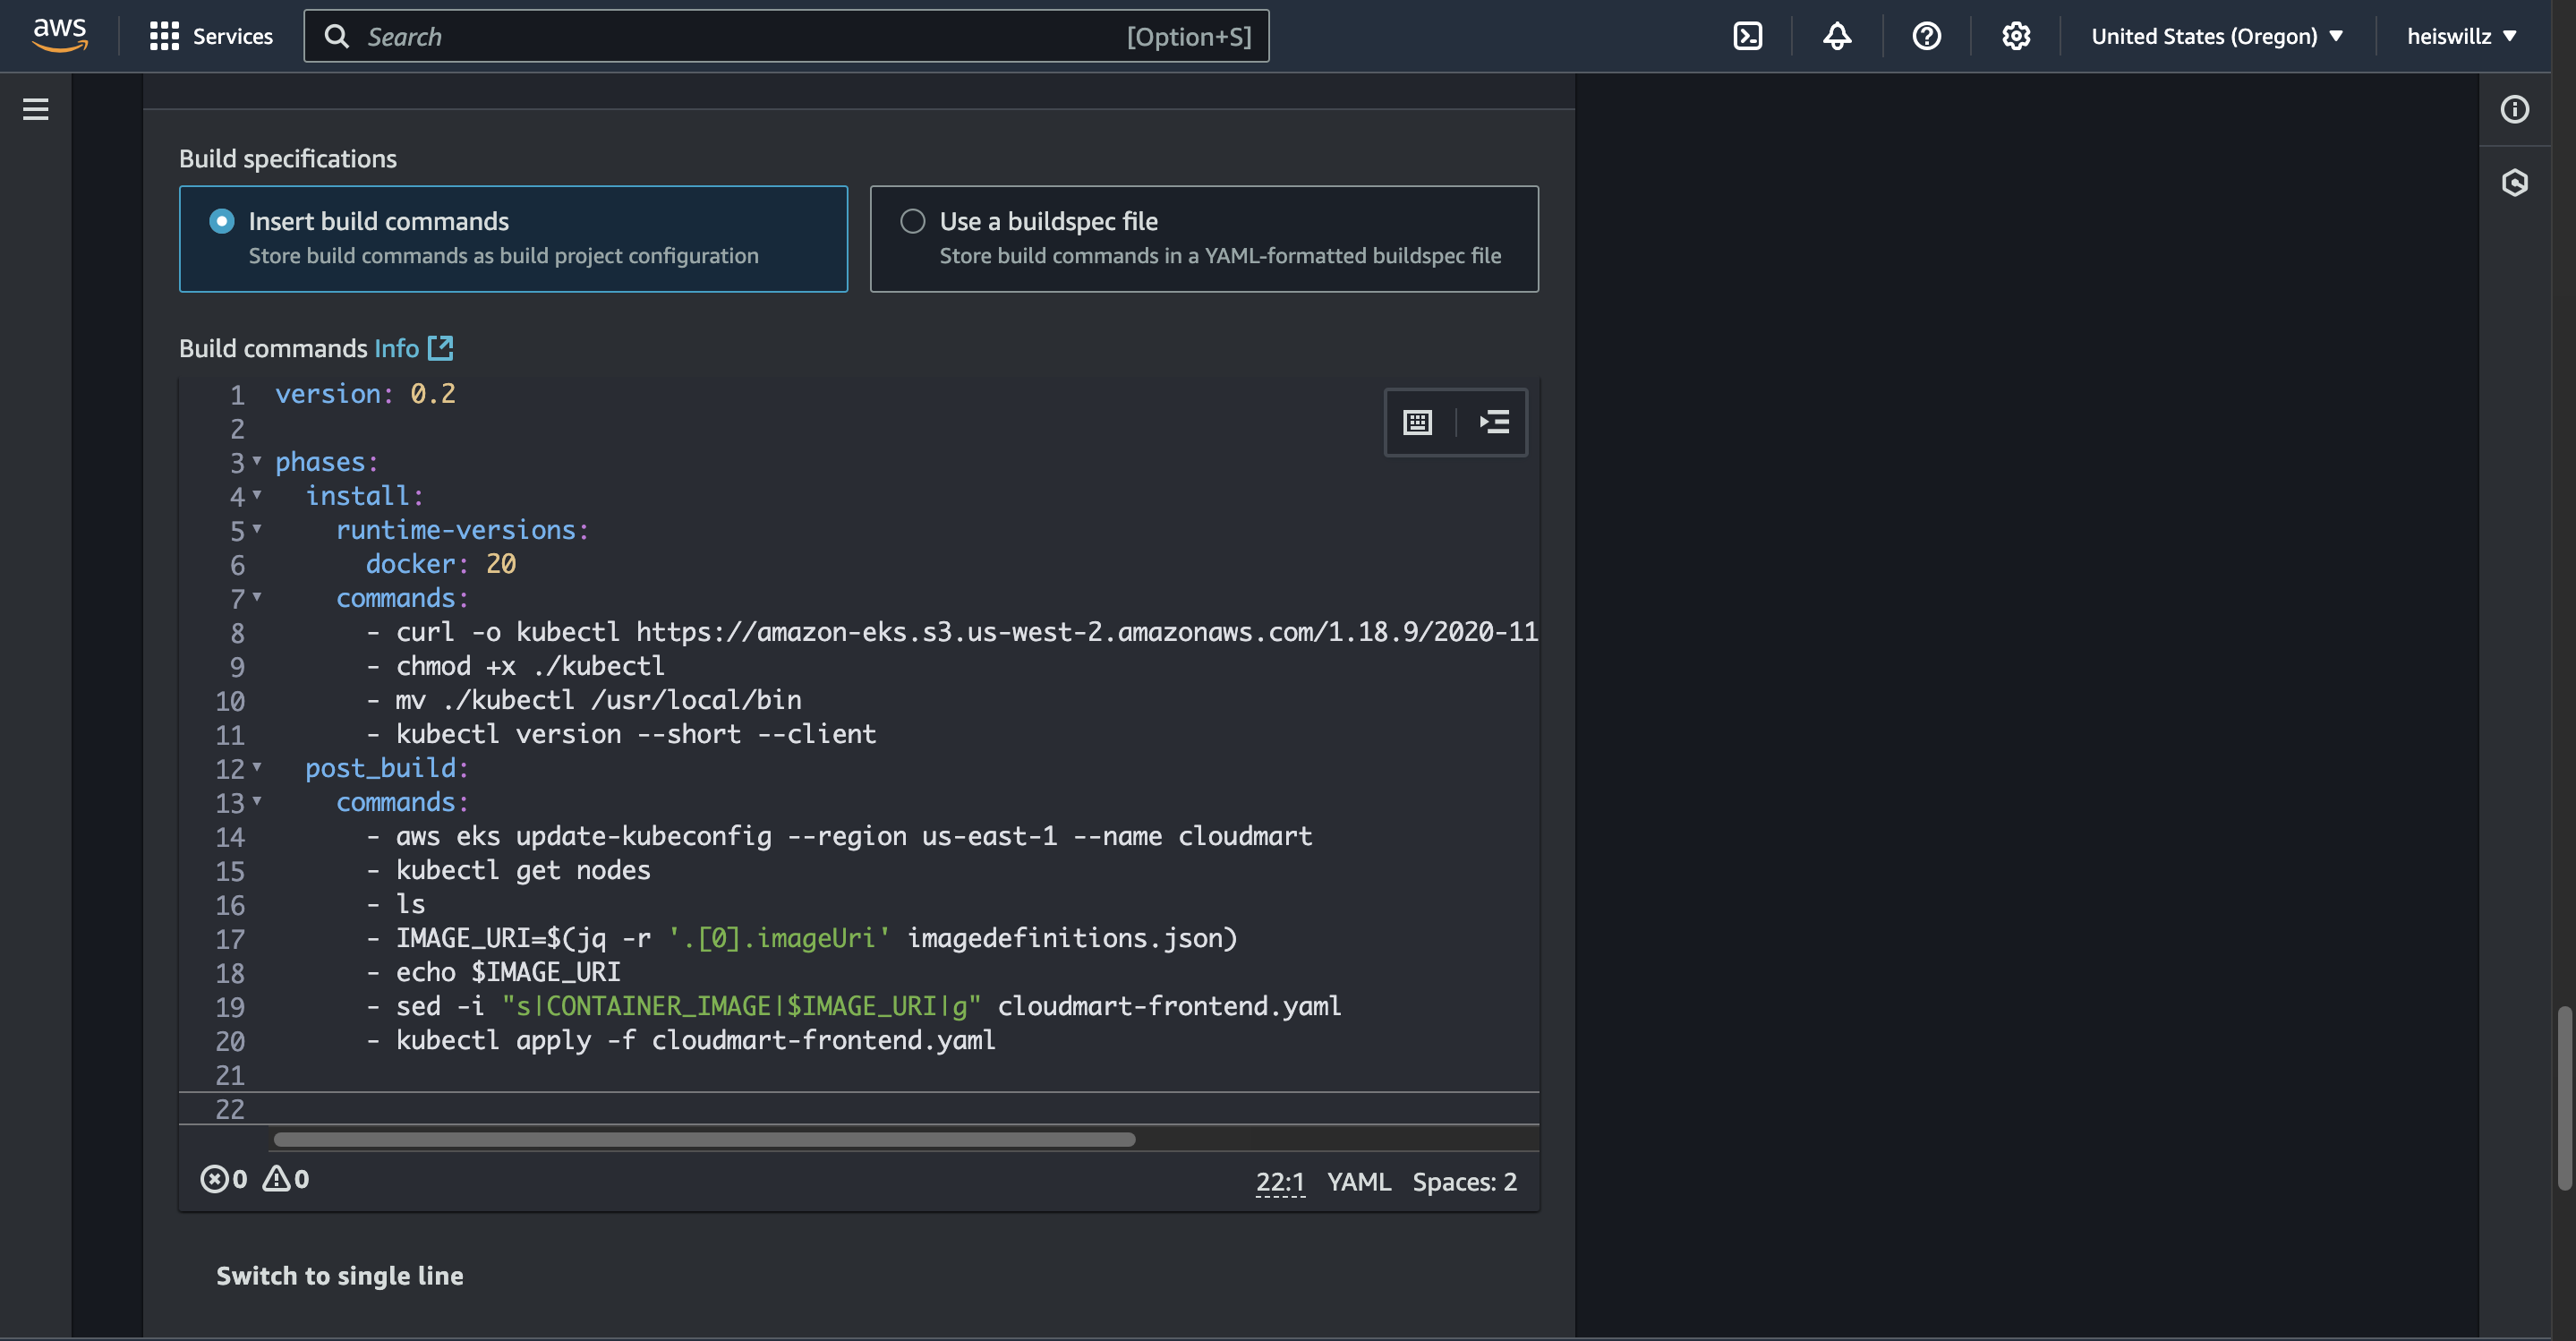 aws Services Search [Option+S] United States (Oregon) heiswillz
Build specifications
Insert build commands
Store build commands as build project configuration
Use a buildspec file
Store build commands in a YAML-formatted buildspec file
Build commands Info
1 version: 0.2
2
3 phases:
4   install:
5     runtime-versions:
6       docker: 20
7     commands:
8       - curl -o kubectl https://amazon-eks.s3.us-west-2.amazonaws.com/1.18.9/2020-11
9       - chmod +x ./kubectl
10       - mv ./kubectl /usr/local/bin
11       - kubectl version --short --client
12   post_build:
13     commands:
14       - aws eks update-kubeconfig --region us-east-1 --name cloudmart
15       - kubectl get nodes
16       - ls
17       - IMAGE_URI=$(jq -r '.[0].imageUri' imagedefinitions.json)
18       - echo $IMAGE_URI
19       - sed -i "s|CONTAINER_IMAGE|$IMAGE_URI|g" cloudmart-frontend.yaml
20       - kubectl apply -f cloudmart-frontend.yaml
21
22
0 0 22:1 YAML Spaces: 2
Switch to single line